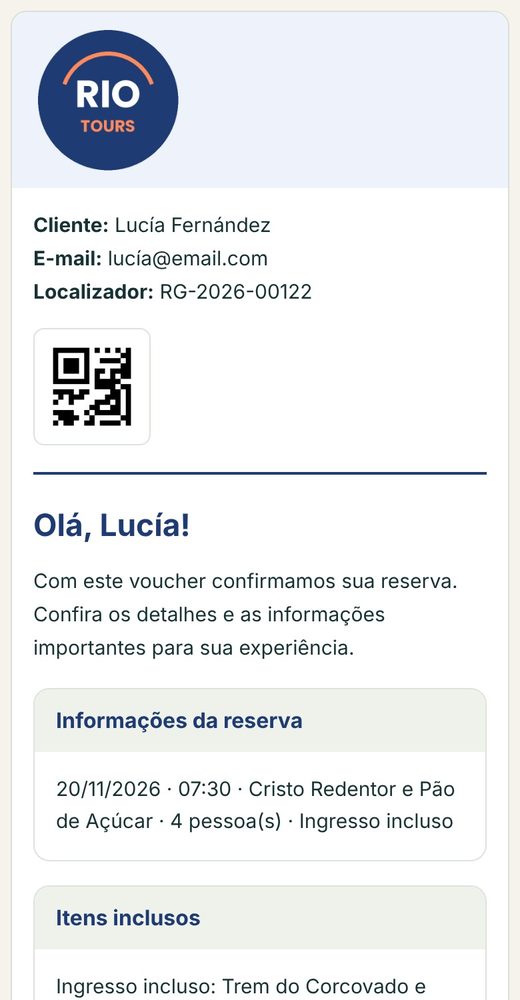 RIO
TOURS
Cliente: Lucía Fernández
E-mail: lucía@email.com
Localizador: RG-2026-00122
Olá, Lucía!
Com este voucher confirmamos sua reserva.
Confira os detalhes e as informações
importantes para sua experiência.
Informações da reserva
20/11/2026 · 07:30 · Cristo Redentor e Pão
de Açúcar · 4 pessoa(s) · Ingresso incluso
Itens inclusos
Ingresso incluso: Trem do Corcovado e